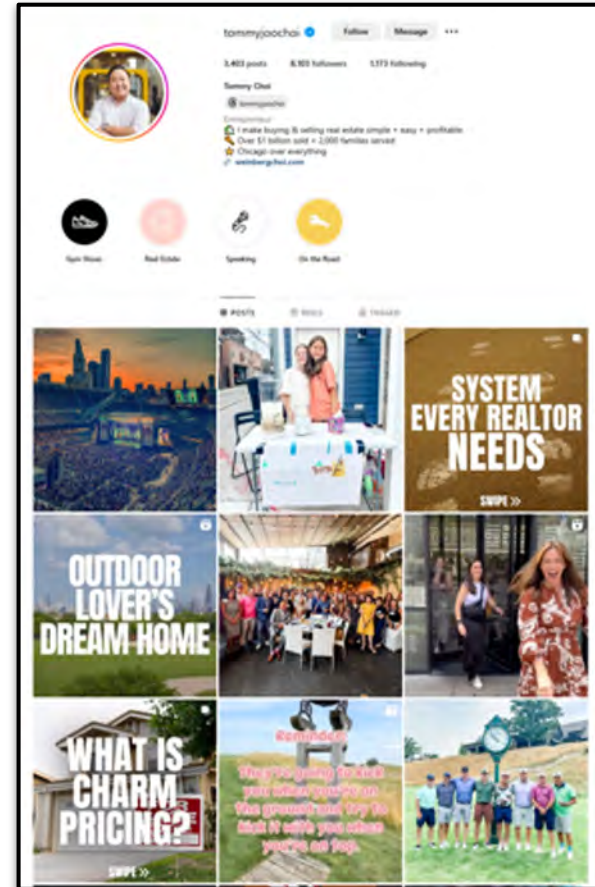 tommyjoochoi
Follow
Message
3,403 posts
8,103 followers
1,173 following
Tommy Choi
tommyjoochoi
Entrepreneur
I make buying & selling real estate simple + easy + profitable.
Over $1 billion sold + 2,000 families served
Chicago over everything
weinbergchoi.com
Real Estate
Speaking
On the Road
POSTS
REELS
TAGGED
SYSTEM
EVERY REALTOR
NEEDS
SWIPE >>
OUTDOOR
LOVER'S
DREAM HOME
WHAT IS
CHARM
PRICING?
SWIPE >>
Reminder:
They're going to kick
you when you're on
the ground and try to
kick it with you when
you're on top.